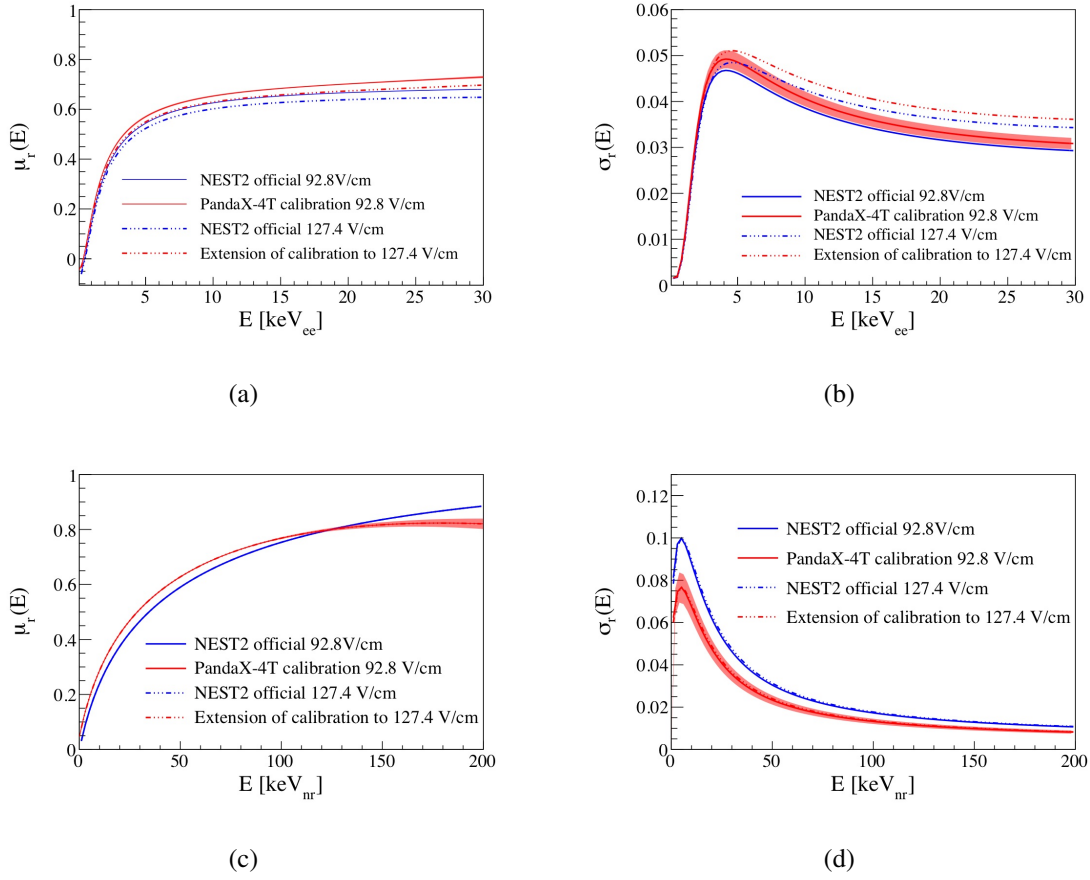 1
0.8
0.6
0.4
0.2
0
μr(E)
NEST2 official 92.8V/cm
PandaX-4T calibration 92.8 V/cm
NEST2 official 127.4 V/cm
Extension of calibration to 127.4 V/cm
5 10 15 20 25 30
E [keVee]
(a)
0.06
0.05
0.04
0.03
0.02
0.01
0
σr(E)
NEST2 official 92.8V/cm
PandaX-4T calibration 92.8 V/cm
NEST2 official 127.4 V/cm
Extension of calibration to 127.4 V/cm
5 10 15 20 25 30
E [keVee]
(b)
1
0.8
0.6
0.4
0.2
0
μr(E)
NEST2 official 92.8V/cm
PandaX-4T calibration 92.8 V/cm
NEST2 official 127.4 V/cm
Extension of calibration to 127.4 V/cm
0 50 100 150 200
E [keVnr]
(c)
0.12
0.1
0.08
0.06
0.04
0.02
0
σr(E)
NEST2 official 92.8V/cm
PandaX-4T calibration 92.8 V/cm
NEST2 official 127.4 V/cm
Extension of calibration to 127.4 V/cm
0 50 100 150 200
E [keVnr]
(d)